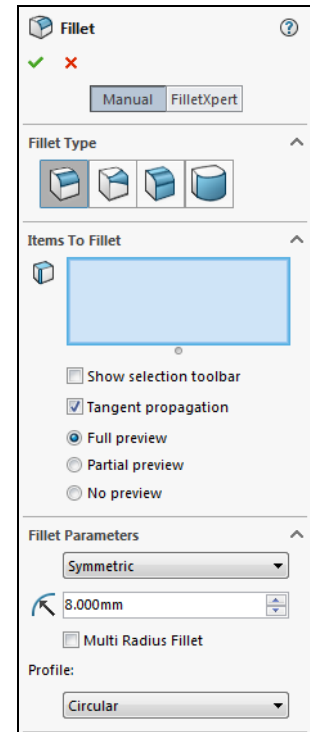 Fillet
Manual FilletXpert
Fillet Type
Items To Fillet
Show selection toolbar
Tangent propagation
Full preview
Partial preview
No preview
Fillet Parameters
Symmetric
8.000mm
Multi Radius Fillet
Profile:
Circular